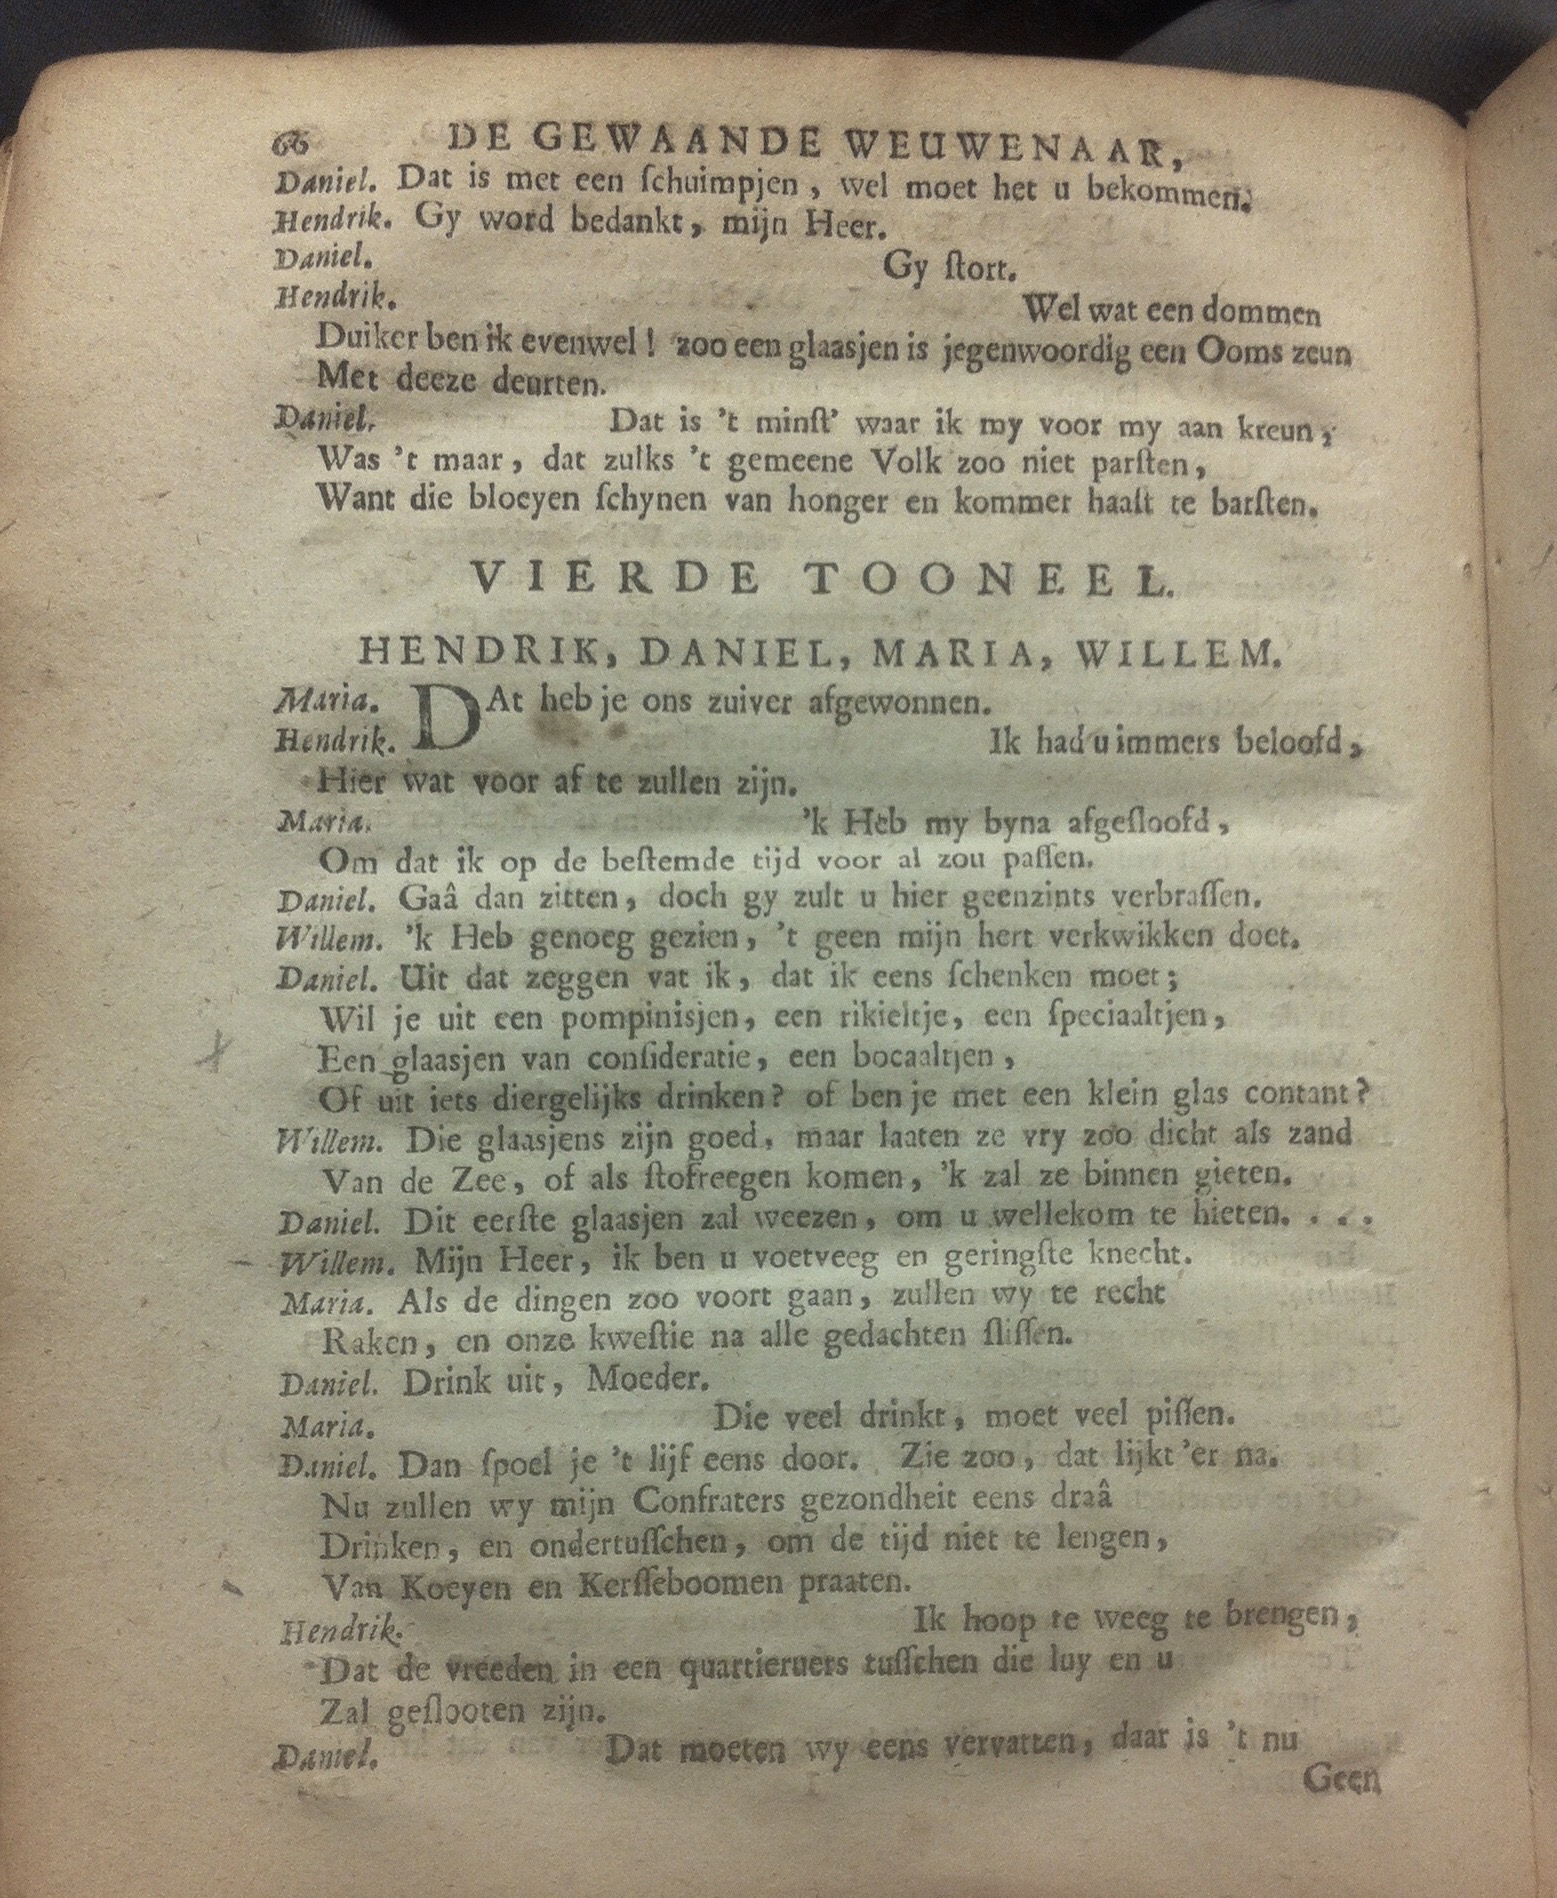 66 DE GEWAANDE WEUWENAAR,
Daniel. Dat is met een ſchuimpjen, wel moet het u bekommen.
Hendrik. Gy word bedankt, mijn Heer.
Daniel. Gy ſtort.
Hendrik. Wel wat een dommen
Duiker ben ik evenwel! zoo een glaasjen is jegenwoordig een Ooms zeun
Met deeze deurten.
Daniel. Dat is 't minſt' waar ik my voor my aan kreun,
Was 't maar, dat zulks 't gemeene Volk zoo niet parſten,
Want die bloeyen ſchynen van honger en kommer haaſt te barſten.
VIERDE TOONEEL.
HENDRIK, DANIEL, MARIA, WILLEM.
Maria. DAt heb je ons zuiver afgewonnen.
Hendrik. Ik had u immers beloofd,
Hier wat voor af te zullen zijn.
Maria. 'k Heb my byna afgeſloofd,
Om dat ik op de beſtemde tijd voor al zou paſſen.
Daniel. Gaâ dan zitten, doch gy zult u hier geenzints verbraſſen.
Willem. 'k Heb genoeg gezien, 't geen mijn hert verkwikken doet.
Daniel. Uit dat zeggen vat ik, dat ik eens ſchenken moet;
Wil je uit een pompinisjen, een rikieltje, een ſpeciaaltjen,
Een glaasjen van conſideratie, een bocaaltjen,
Of uit iets diergelijks drinken? of ben je met een klein glas contant?
Willem. Die glaasjens zijn goed, maar laaten ze vry zoo dicht als zand
Van de Zee, of als ſtofreegen komen, 'k zal ze binnen gieten.
Daniel. Dit eerſte glaasjen zal weezen, om u wellekom te hieten. . . .
Willem. Mijn Heer, ik ben u voetveeg en geringſte knecht.
Maria. Als de dingen zoo voort gaan, zullen wy te recht
Raken, en onze kweſtie na alle gedachten ſliſſen.
Daniel. Drink uit, Moeder.
Maria. Die veel drinkt, moet veel piſſen.
Daniel. Dan ſpoel je 't lijf eens door. Zie zoo, dat lijkt 'er na.
Nu zullen wy mijn Confraters gezondheit eens draâ
Drinken, en ondertuſſchen, om de tijd niet te lengen,
Van Koeyen en Kerſſeboomen praaten.
Hendrik. Ik hoop te weeg te brengen,
Dat de vreeden in een quartieruers tuſſchen die luy en u
Zal geſlooten zijn.
Daniel. Dat moeten wy eens vervatten, daar is 't nu
Geen